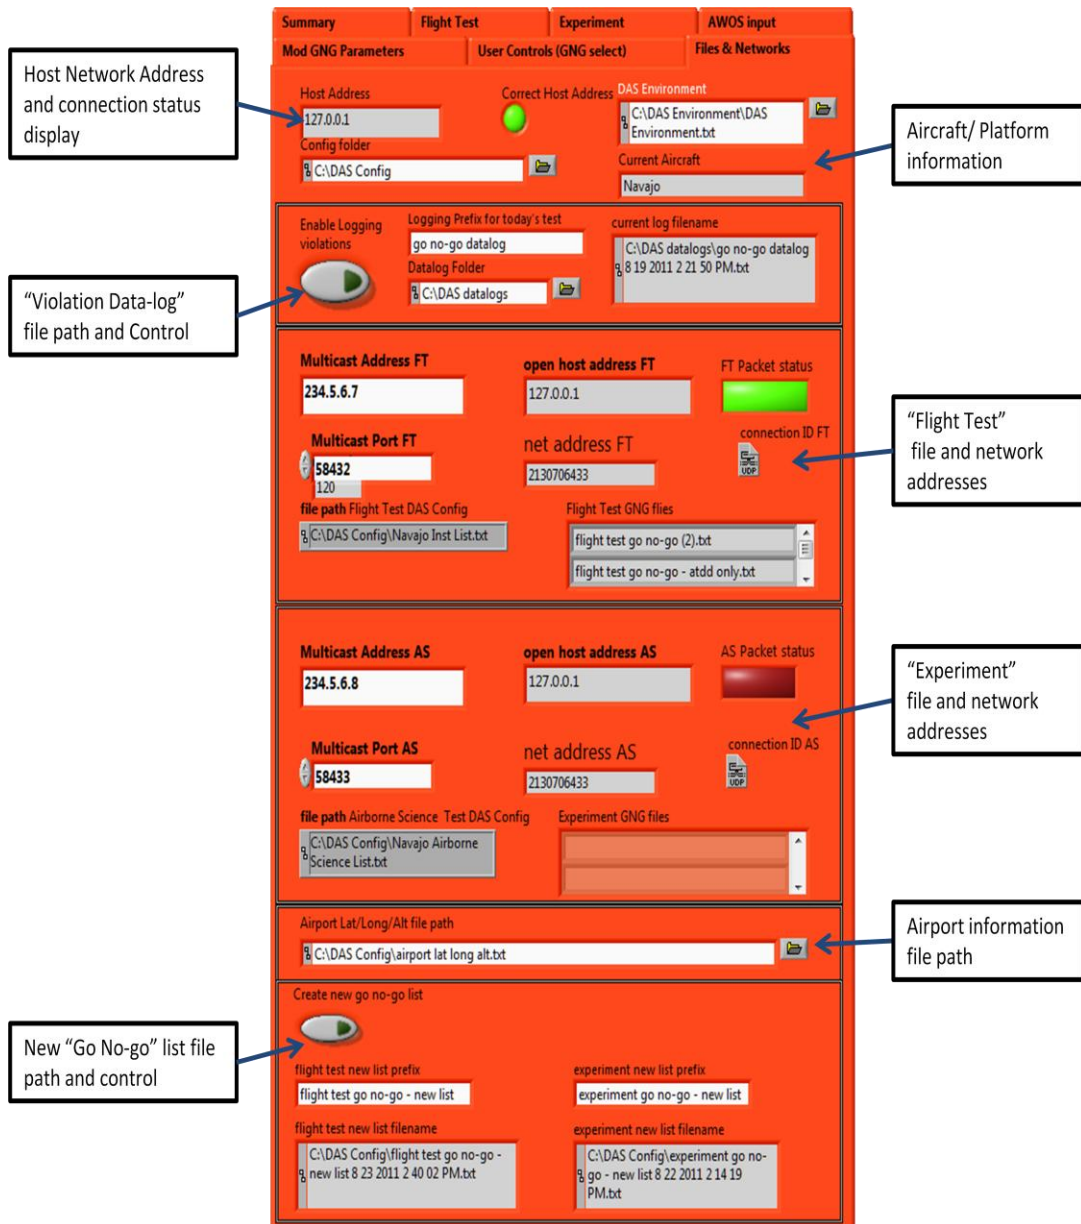 Summary
Flight Test
Experiment
AWOS input
Mod GNG Parameters
User Controls (GNG select)
Files & Networks
Host Network Address
and connection status
display
Host Address
127.0.0.1
Correct Host Address
DAS Environment
C:\DAS Environment\DAS
Environment.txt
Config folder
C:\DAS Config
Current Aircraft
Navajo
Aircraft/ Platform
information
Enable Logging
violations
Logging Prefix for today's test
go no-go datalog
Datalog Folder
C:\DAS datalogs
current log filename
C:\DAS datalogs\go no-go datalog
8 19 2011 2 21 50 PM.txt
"Violation Data-log"
file path and Control
Multicast Address FT
234.5.6.7
open host address FT
127.0.0.1
FT Packet status
Multicast Port FT
58432
120
net address FT
2130706433
connection ID FT
UDP
file path Flight Test DAS Config
C:\DAS Config\Navajo Inst List.txt
Flight Test GNG flies
flight test go no-go (2).txt
flight test go no-go - atdd only.txt
"Flight Test"
file and network
addresses
Multicast Address AS
234.5.6.8
open host address AS
127.0.0.1
AS Packet status
Multicast Port AS
58433
net address AS
2130706433
connection ID AS
UDP
file path Airborne Science Test DAS Config
C:\DAS Config\Navajo Airborne
Science List.txt
Experiment GNG files
"Experiment"
file and network
addresses
Airport Lat/Long/Alt file path
C:\DAS Config\airport lat long alt.txt
Airport information
file path
Create new go no-go list
New "Go No-go" list file
path and control
flight test new list prefix
flight test go no-go - new list
experiment new list prefix
experiment go no-go - new list
flight test new list filename
C:\DAS Config\flight test go no-go -
new list 8 23 2011 2 40 02 PM.txt
experiment new list filename
C:\DAS Config\experiment go no-
go - new list 8 22 2011 2 14 19
PM.txt